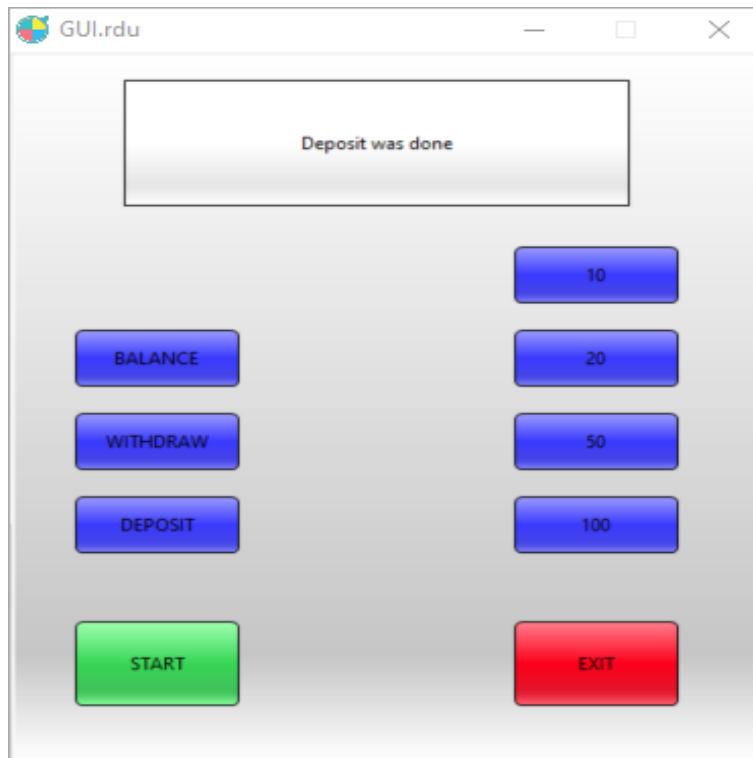 GUI.rdu
Deposit was done
10
BALANCE
20
WITHDRAW
50
DEPOSIT
100
START
EXIT